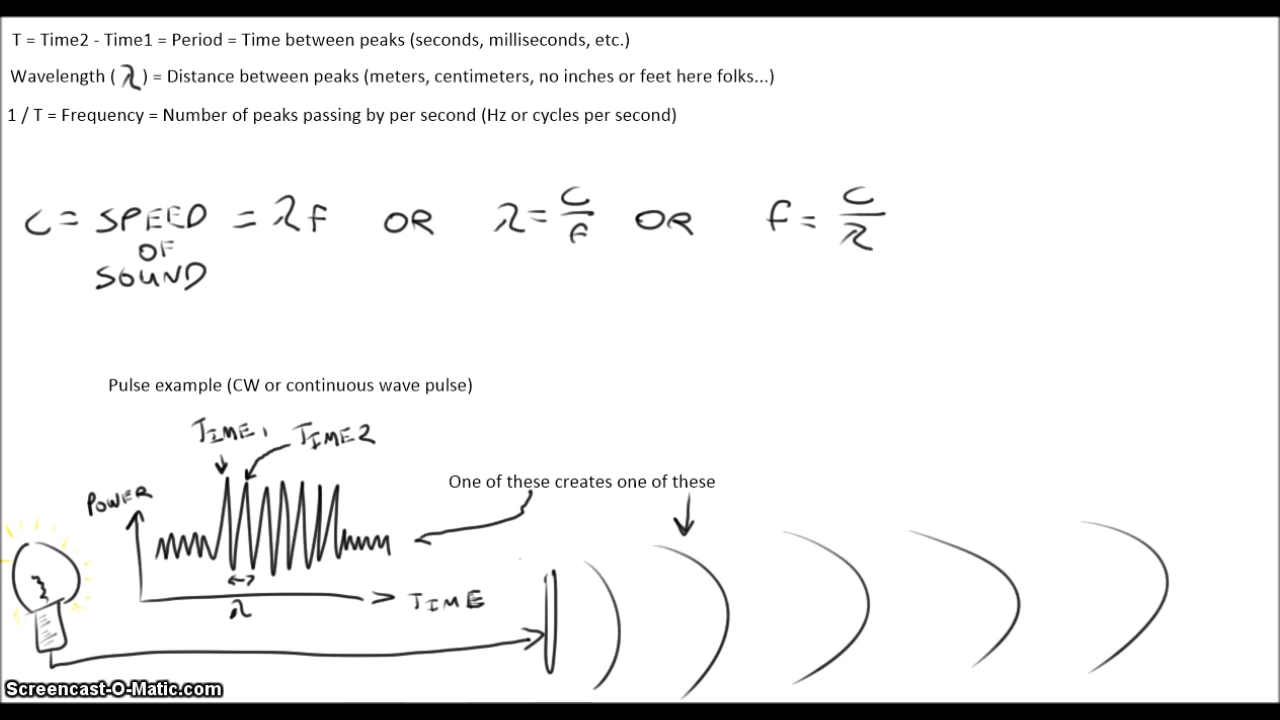 T = Time2 - Time1 = Period = Time between peaks (seconds, milliseconds, etc.)
Wavelength ( λ ) = Distance between peaks (meters, centimeters, no inches or feet here folks...)
1 / T = Frequency = Number of peaks passing by per second (Hz or cycles per second)
C = SPEED OF SOUND = λ F OR λ = C / F OR F = C / λ
Pulse example (CW or continuous wave pulse)
TIME1 TIME2
One of these creates one of these
POWER
λ
TIME
Screencast-O-Matic.com